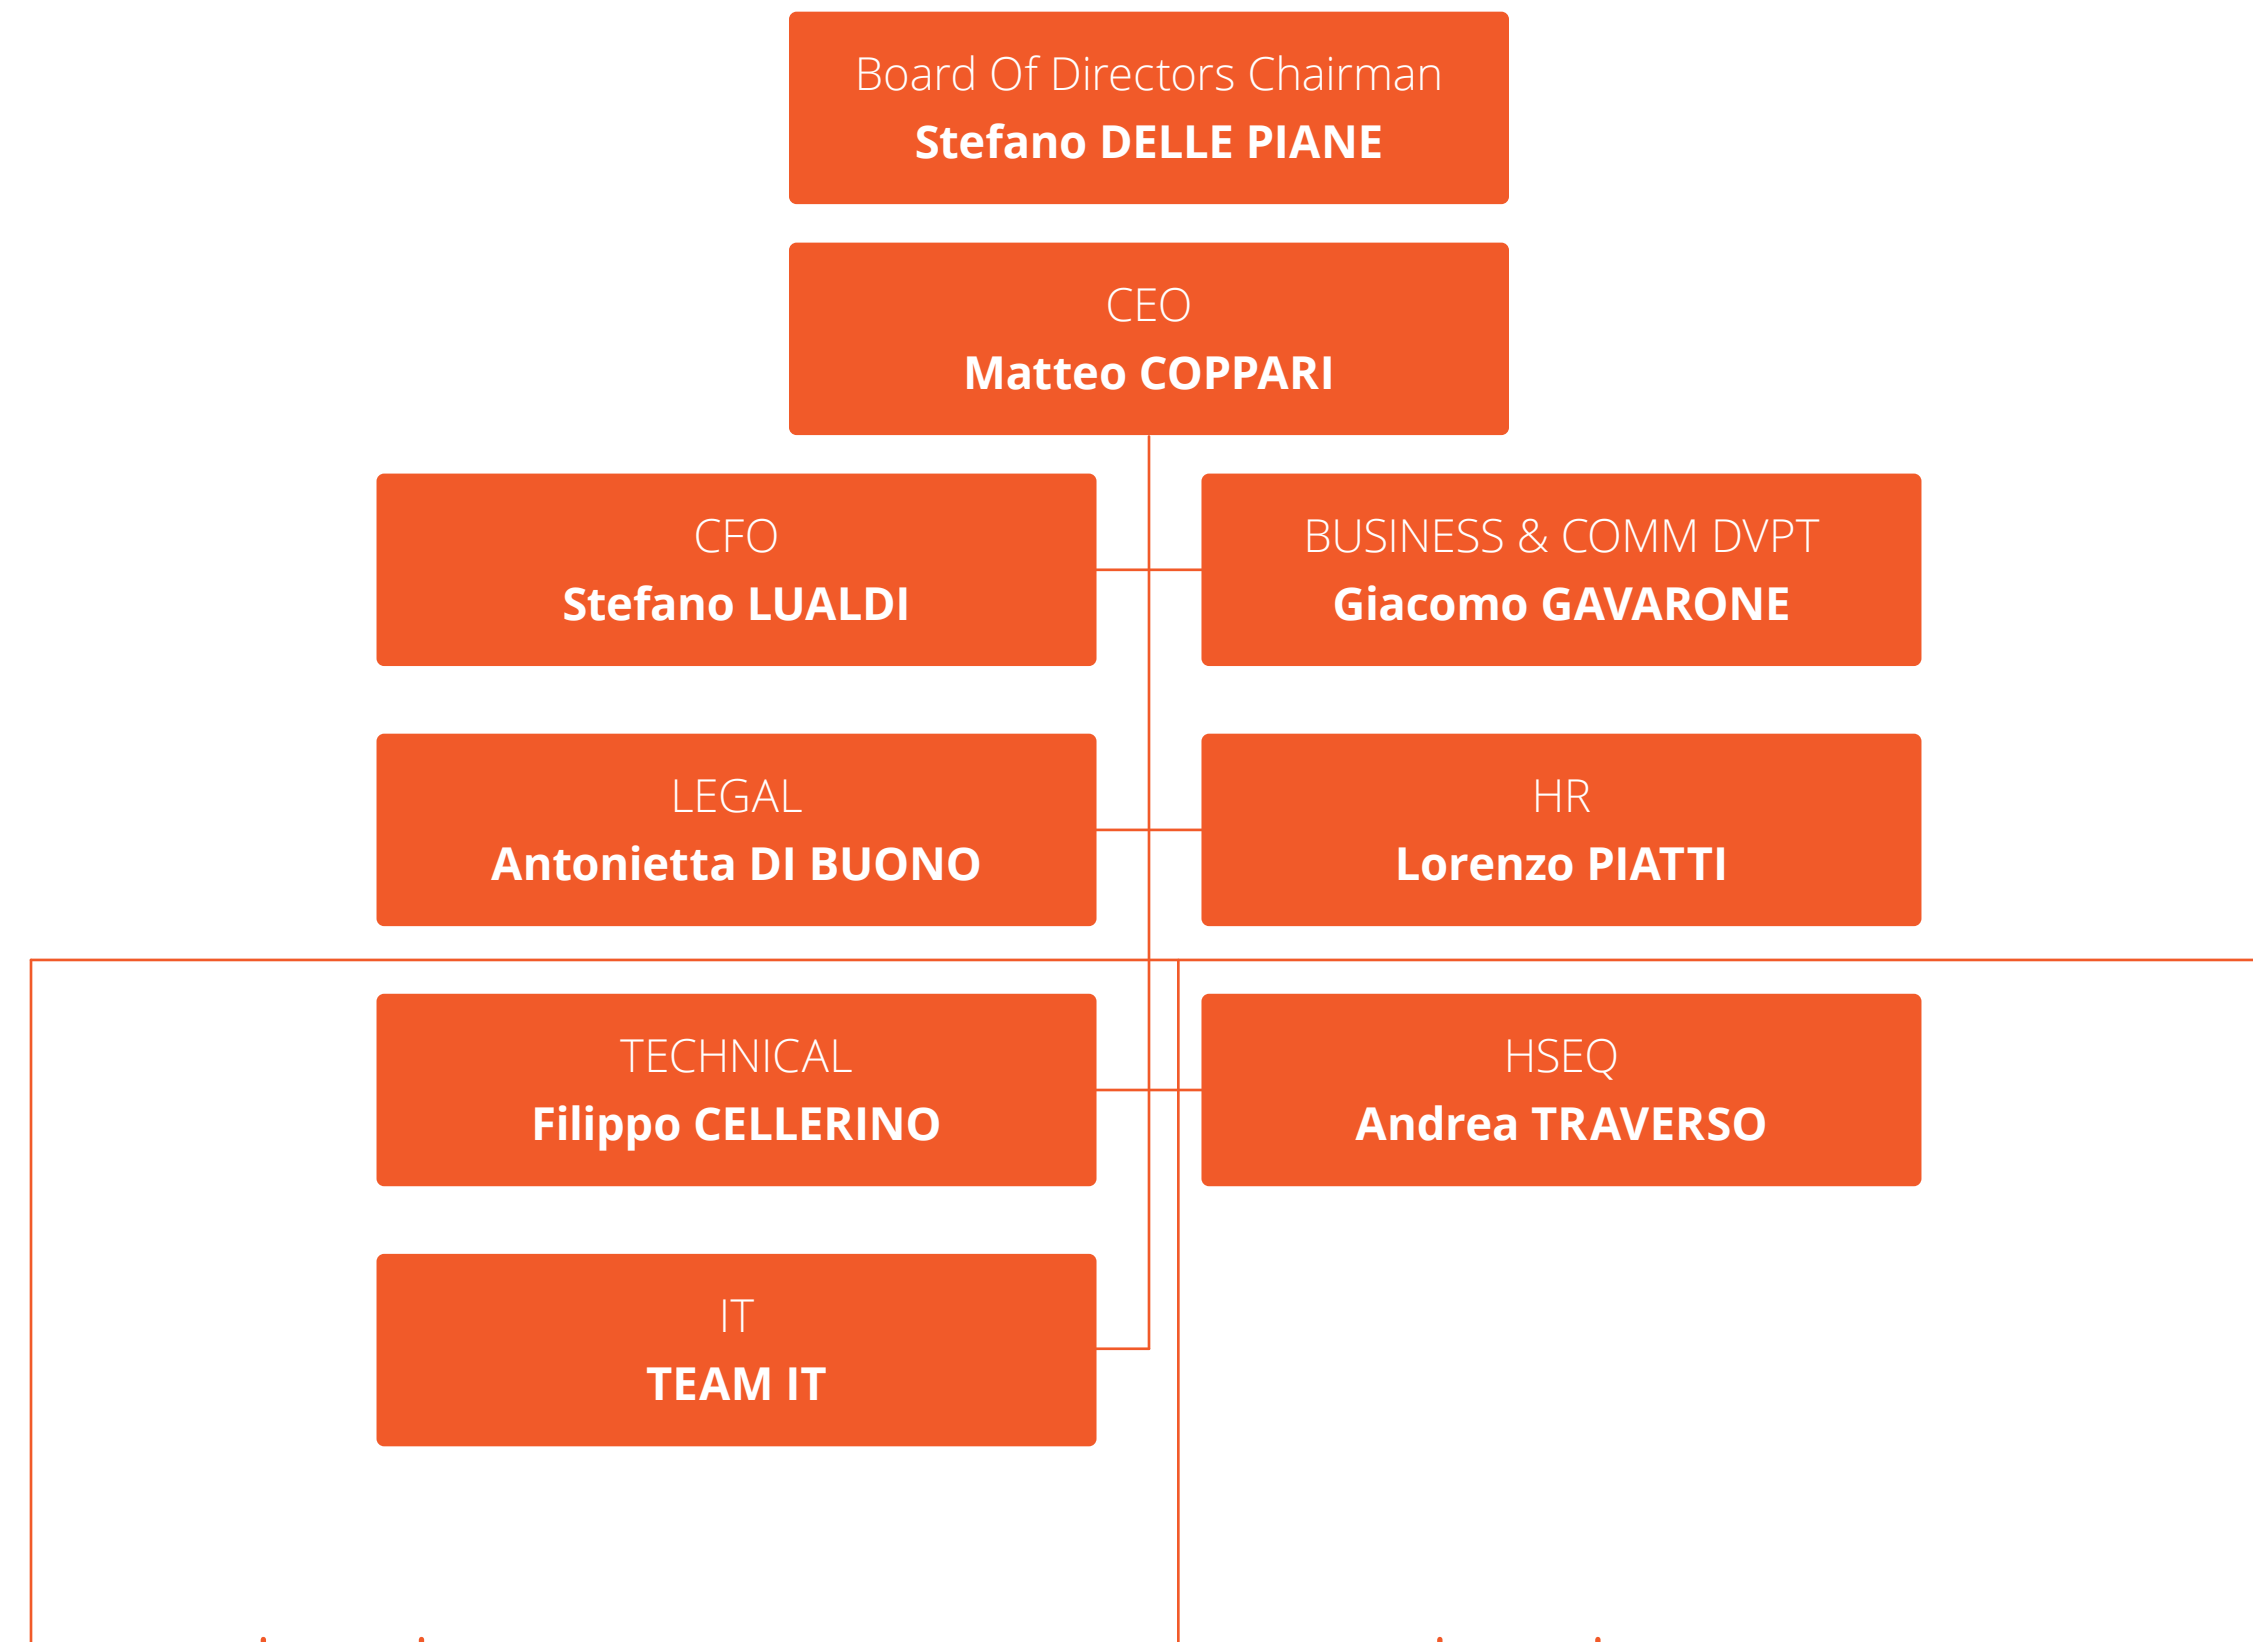 Board Of Directors Chairman
Stefano DELLE PIANE
CEO
Matteo COPPARI
CFO
Stefano LUALDI
BUSINESS & COMM DVPT
Giacomo GAVARONE
LEGAL
Antonietta DI BUONO
HR
Lorenzo PIATTI
TECHNICAL
Filippo CELLERINO
HSEQ
Andrea TRAVERSO
IT
TEAM IT